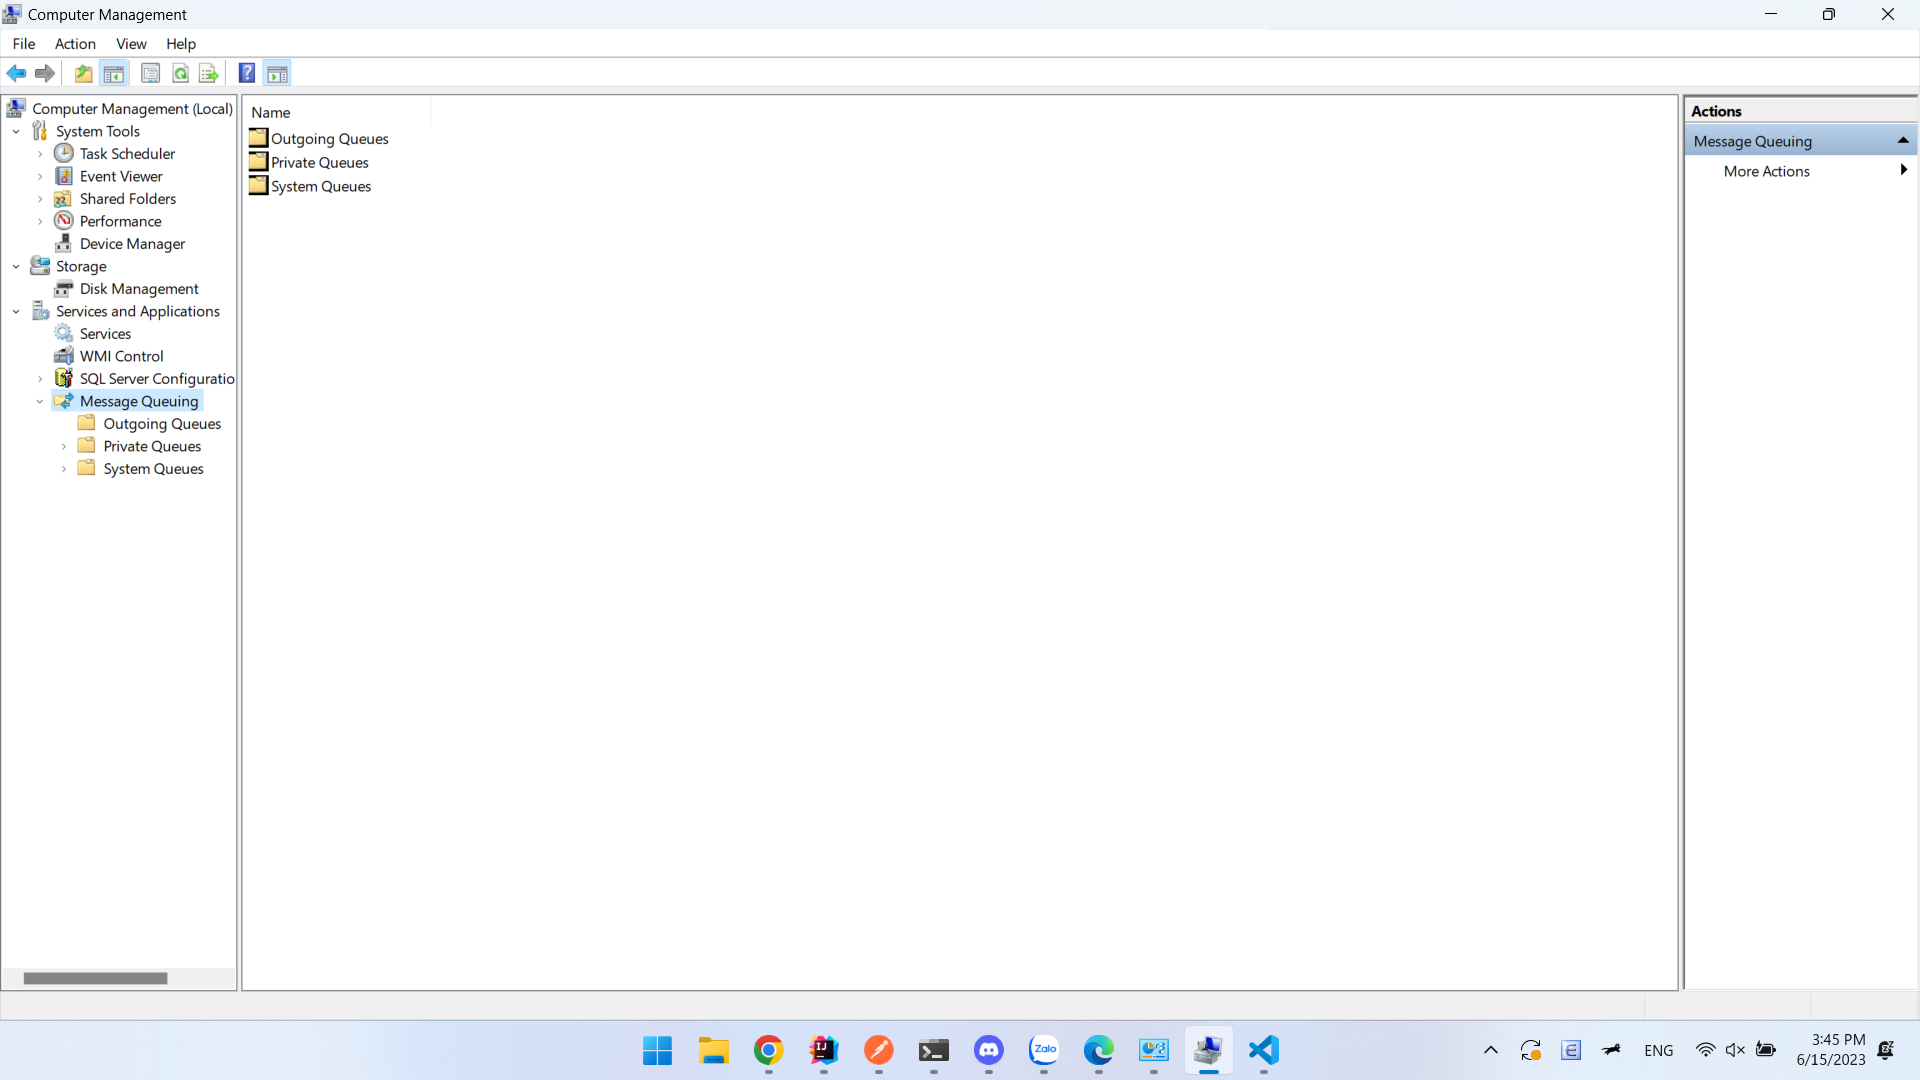 Computer Management
File Action View Help
Computer Management (Local)
System Tools
Task Scheduler
Event Viewer
Shared Folders
Performance
Device Manager
Storage
Disk Management
Services and Applications
Services
WMI Control
SQL Server Configuratio
Message Queuing
Outgoing Queues
Private Queues
System Queues
Name
Outgoing Queues
Private Queues
System Queues
Actions
Message Queuing
More Actions
IJ
Zalo
E
ENG
3:45 PM
6/15/2023